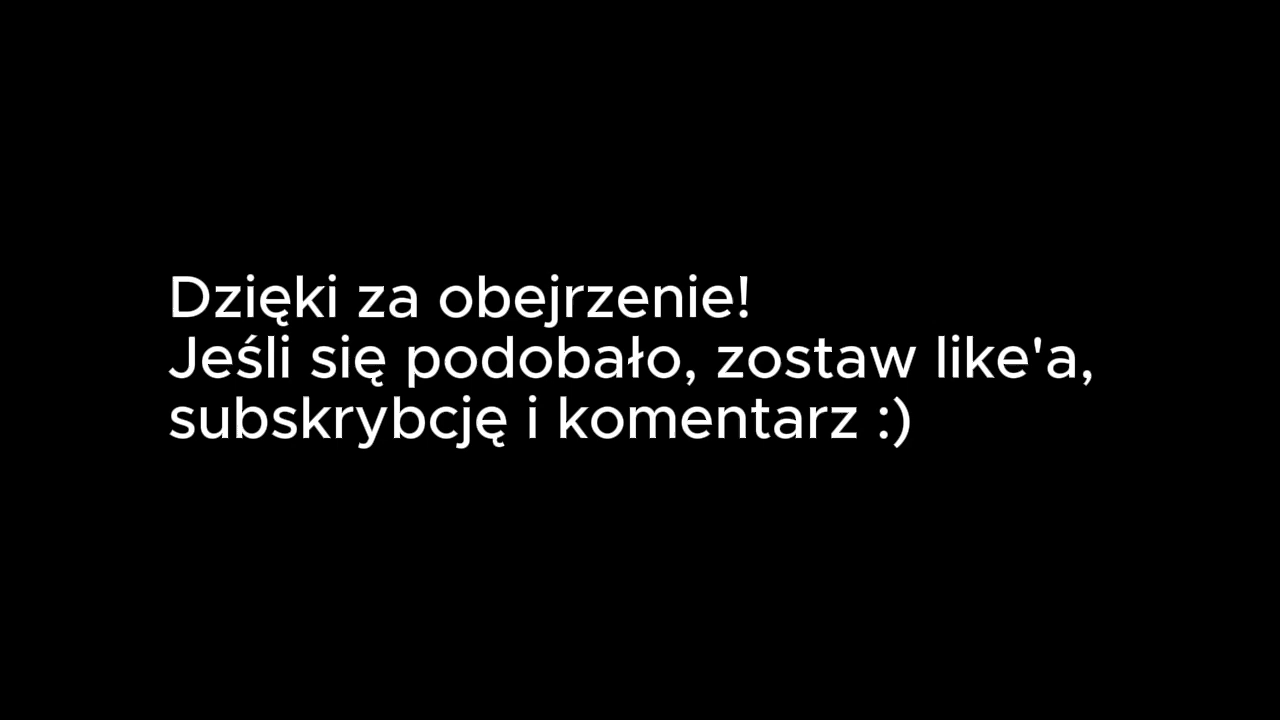 Dzięki za obejrzenie!
Jeśli się podobało, zostaw like'a,
subskrybcję i komentarz :)